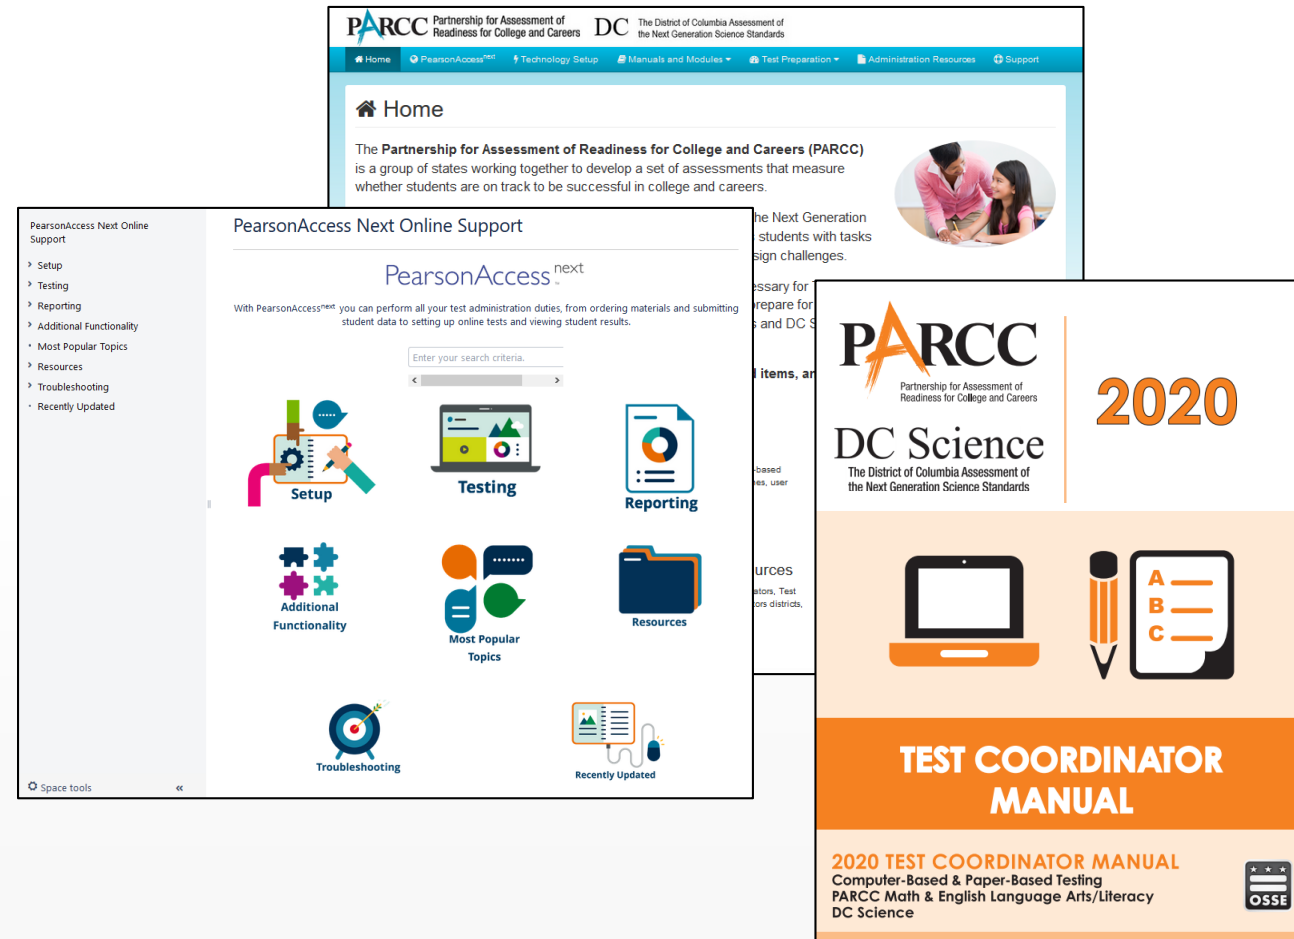 PARCC Partnership for Assessment of
Readiness for College and Careers
DC The District of Columbia Assessment of
the Next Generation Science Standards
Home PearsonAccessnext Technology Setup Manuals and Modules Test Preparation Administration Resources Support
Home
The Partnership for Assessment of Readiness for College and Careers (PARCC)
is a group of states working together to develop a set of assessments that measure
whether students are on track to be successful in college and careers.
he Next Generation
students with tasks
sign challenges.
essary for
repare for
and DC S
items, ar
-based
es, user
urces
ators, Test
tors districts,
PearsonAccess Next Online
Support
Setup
Testing
Reporting
Additional Functionality
Most Popular Topics
Resources
Troubleshooting
Recently Updated
Space tools «
PearsonAccess Next Online Support
PearsonAccess next
With PearsonAccessnext you can perform all your test administration duties, from ordering materials and submitting
student data to setting up online tests and viewing student results.
Enter your search criteria.
Setup
Testing
Reporting
Additional
Functionality
Most Popular
Topics
Resources
Troubleshooting
Recently Updated
PARCC
Partnership for Assessment of
Readiness for College and Careers
DC Science
The District of Columbia Assessment of
the Next Generation Science Standards
2020
A
B
C
TEST COORDINATOR
MANUAL
2020 TEST COORDINATOR MANUAL
Computer-Based & Paper-Based Testing
PARCC Math & English Language Arts/Literacy
DC Science
OSSE